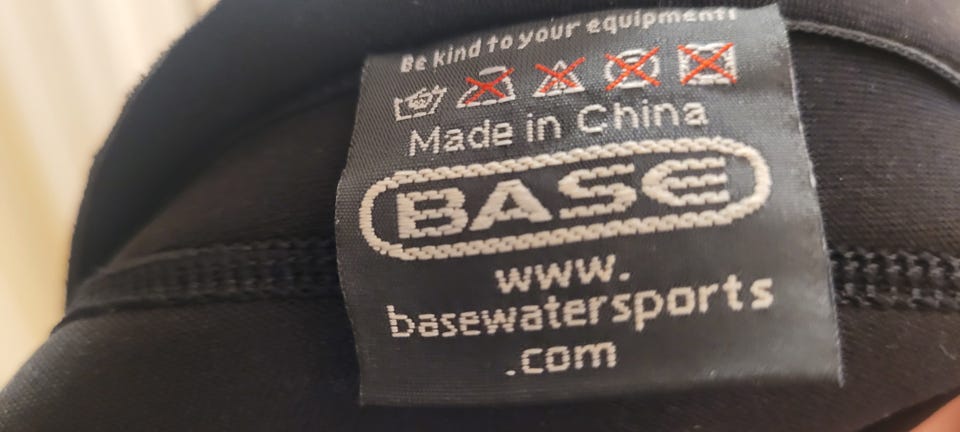 Be kind to your equipment!
Made in China
BASE
www.
basewatersports
.com